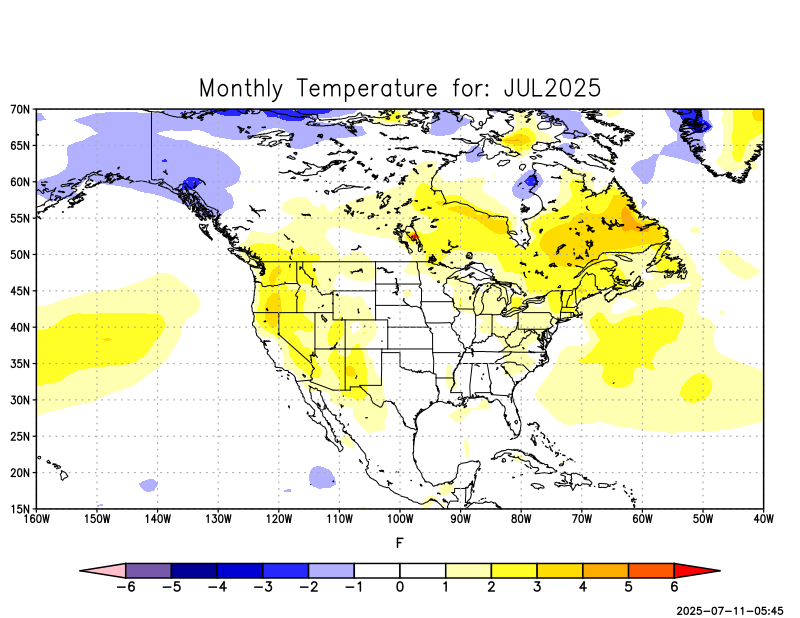 Monthly Temperature for: JUL2025
70N
65N
60N
55N
50N
45N
40N
35N
30N
25N
20N
15N
160W 150W 140W 130W 120W 110W 100W 90W 80W 70W 60W 50W 40W
F
-6 -5 -4 -3 -2 -1 0 1 2 3 4 5 6
2025-07-11-05:45